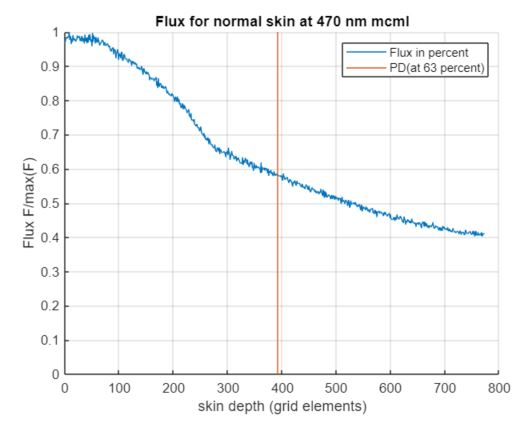 Flux for normal skin at 470 nm mcml
Flux in percent
PD(at 63 percent)
Flux F/max(F)
1
0.9
0.8
0.7
0.6
0.5
0.4
0.3
0.2
0.1
0
0 100 200 300 400 500 600 700 800
skin depth (grid elements)